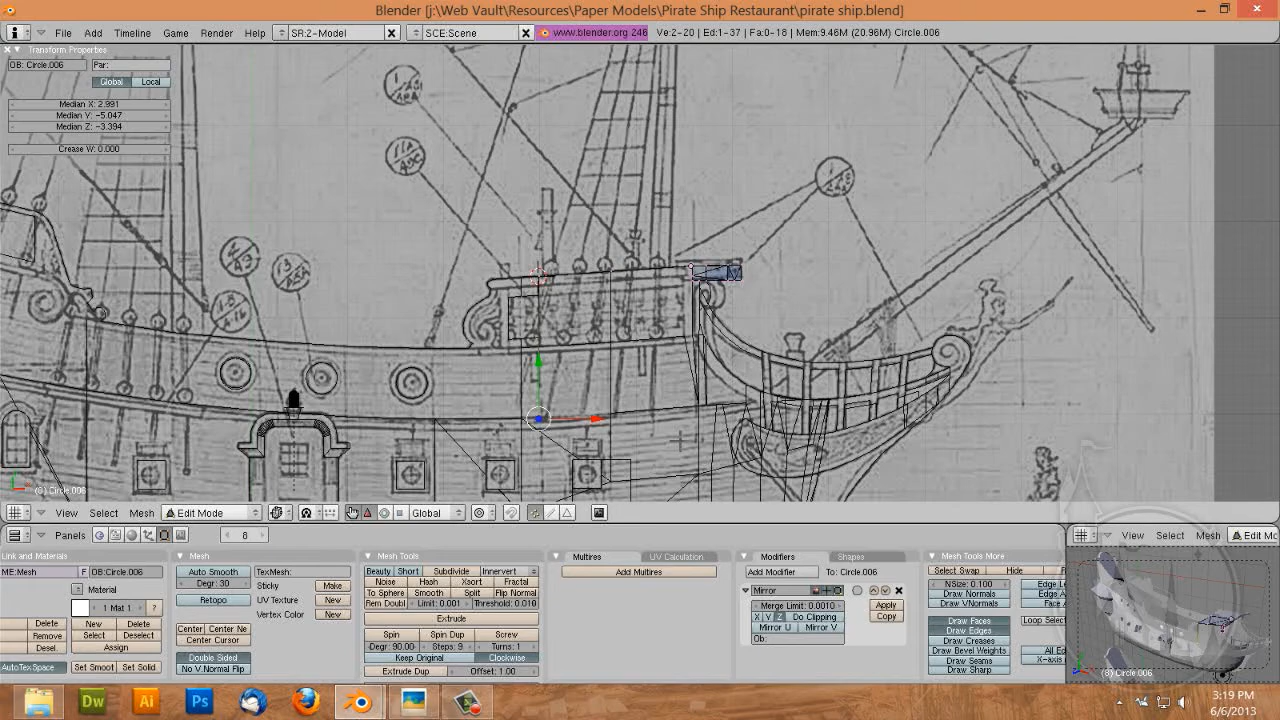 Blender [j:\Web Vault\Resources\Paper Models\Pirate Ship Restaurant\pirate ship.blend]
File Add Timeline Game Render Help SR:2-Model SCE:Scene www.blender.org 246 Ve:2-20 | Ed:1-37 | Fa:0-18 | Mem:9.46M (20.96M) Circle.006
Transform Properties
OB: Circle.006 Par:
Global Local
Median X: 2.991
Median Y: -5.047
Median Z: -3.394
Crease W: 0.000
(8) Circle.006
View Select Mesh Edit Mode Global
View Select Mesh Edit Mo
Panels 8
Link and Materials
ME:Mesh F OB:Circle.006
Material
1 Mat 1 ?
Delete New Delete
Remove Select Deselect
Assign
AutoTexSpace Set Smoot Set Solid
Mesh
Auto Smooth
Degr: 30
Retopo
TexMesh:
Sticky Make
UV Texture New
Vertex Color New
Center Center Ne
Center Cursor
Double Sided
No V.Normal Flip
Mesh Tools
Beauty Short Subdivide Innervert
Noise Hash Xsort Fractal
To Sphere Smooth Split Flip Normal
Rem Doubl Limit: 0.001 Threshold: 0.010
Extrude
Spin Spin Dup Screw
Degr: 90.00 Steps: 9 Turns: 1
Keep Original Clockwise
Extrude Dup Offset: 1.00
Multires UV Calculation
Add Multires
Modifiers Shapes
Add Modifier To: Circle.006
Mirror
Merge Limit: 0.0010 Apply
X Y Z Do Clipping Copy
Mirror U Mirror V
Ob:
Mesh Tools More
Select Swap Hide
NSize: 0.100
Draw Normals
Draw VNormals
Draw Faces
Draw Edges
Draw Creases
Draw Bevel Weights
Draw Seams
Draw Sharp
(8) Circle.006
Dw Ai Ps
3:19 PM
6/6/2013